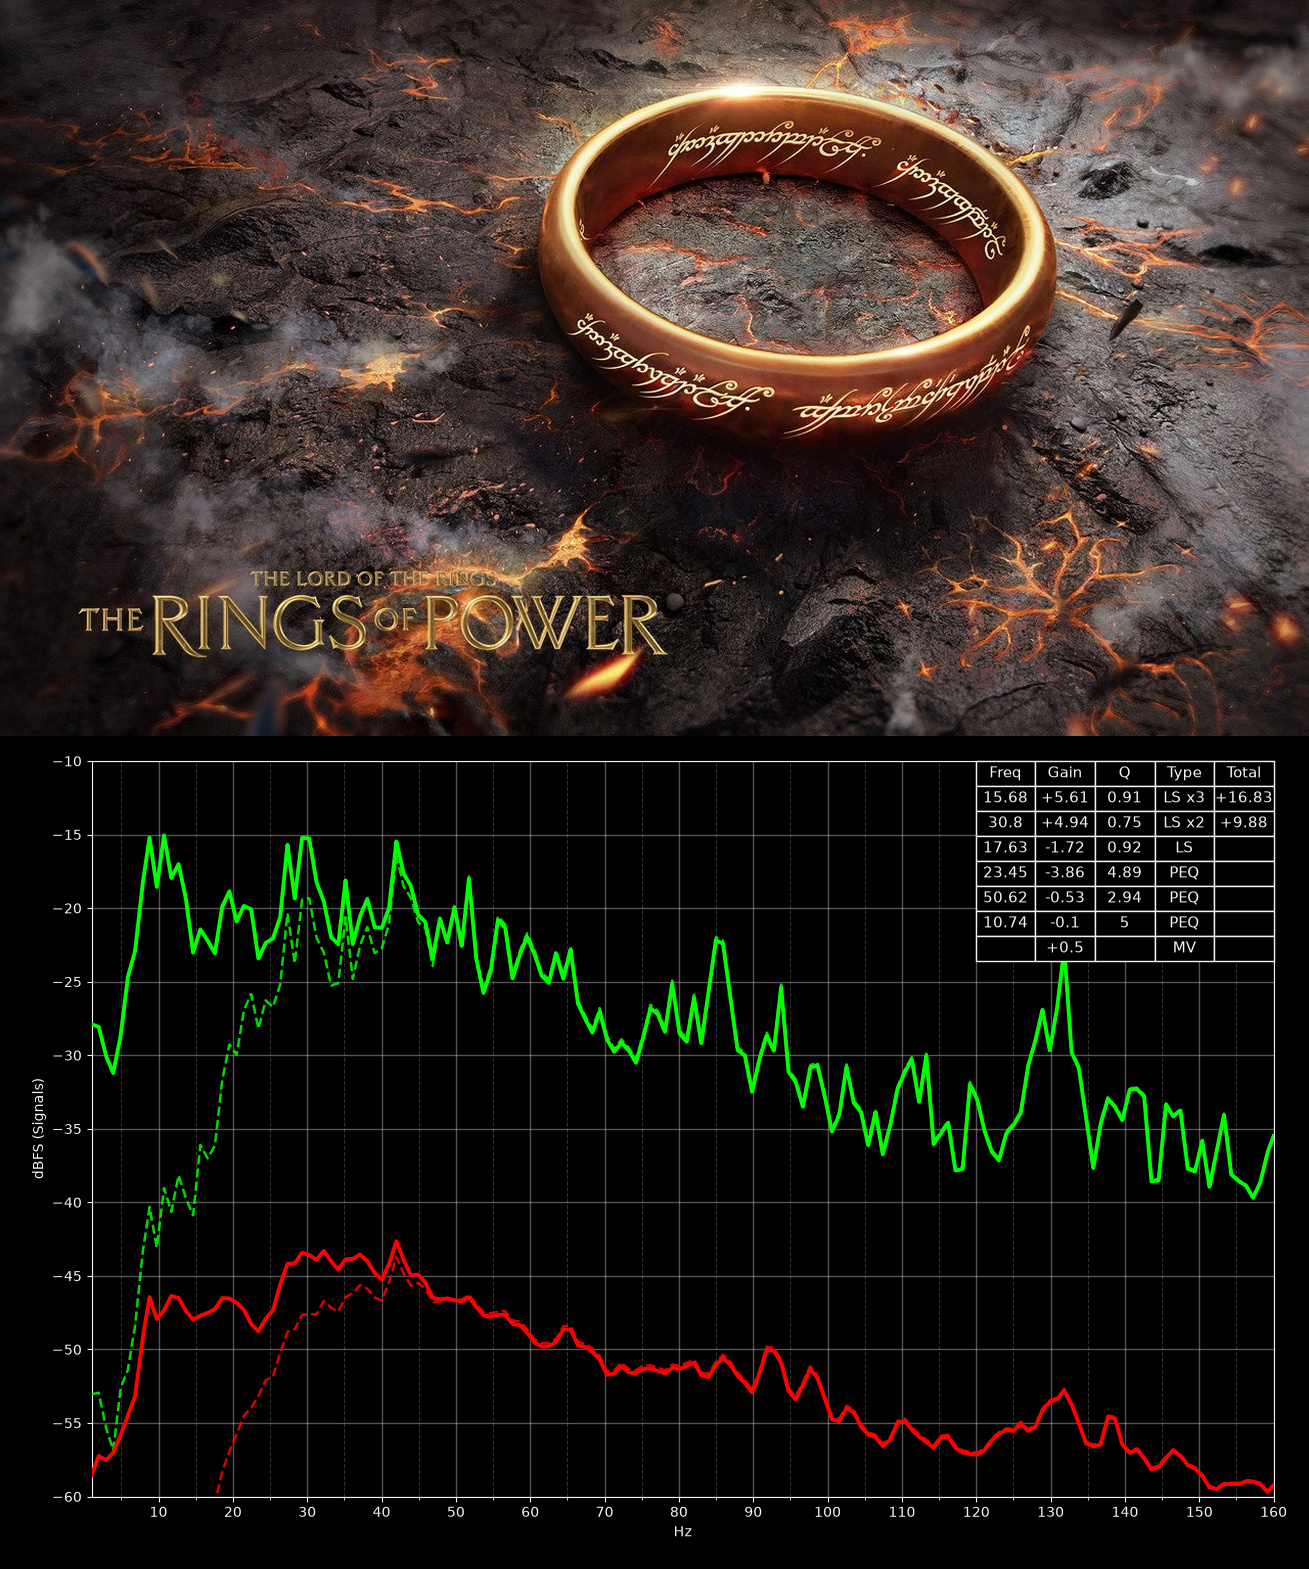 THE LORD OF THE RINGS
THE RINGS OF POWER
Freq Gain Q Type Total
15.68 +5.61 0.91 LS x3 +16.83
30.8 +4.94 0.75 LS x2 +9.88
17.63 -1.72 0.92 LS
23.45 -3.86 4.89 PEQ
50.62 -0.53 2.94 PEQ
10.74 -0.1 5 PEQ
+0.5 MV
−10
−15
−20
−25
−30
−35
−40
−45
−50
−55
−60
dBFS (Signals)
10 20 30 40 50 60 70 80 90 100 110 120 130 140 150 160
Hz